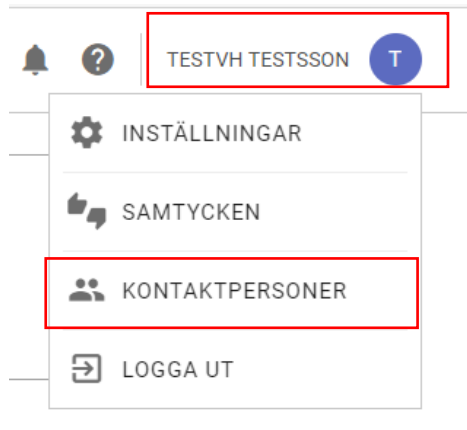 TESTVH TESTSSON T
INSTÄLLNINGAR
SAMTYCKEN
KONTAKTPERSONER
LOGGA UT